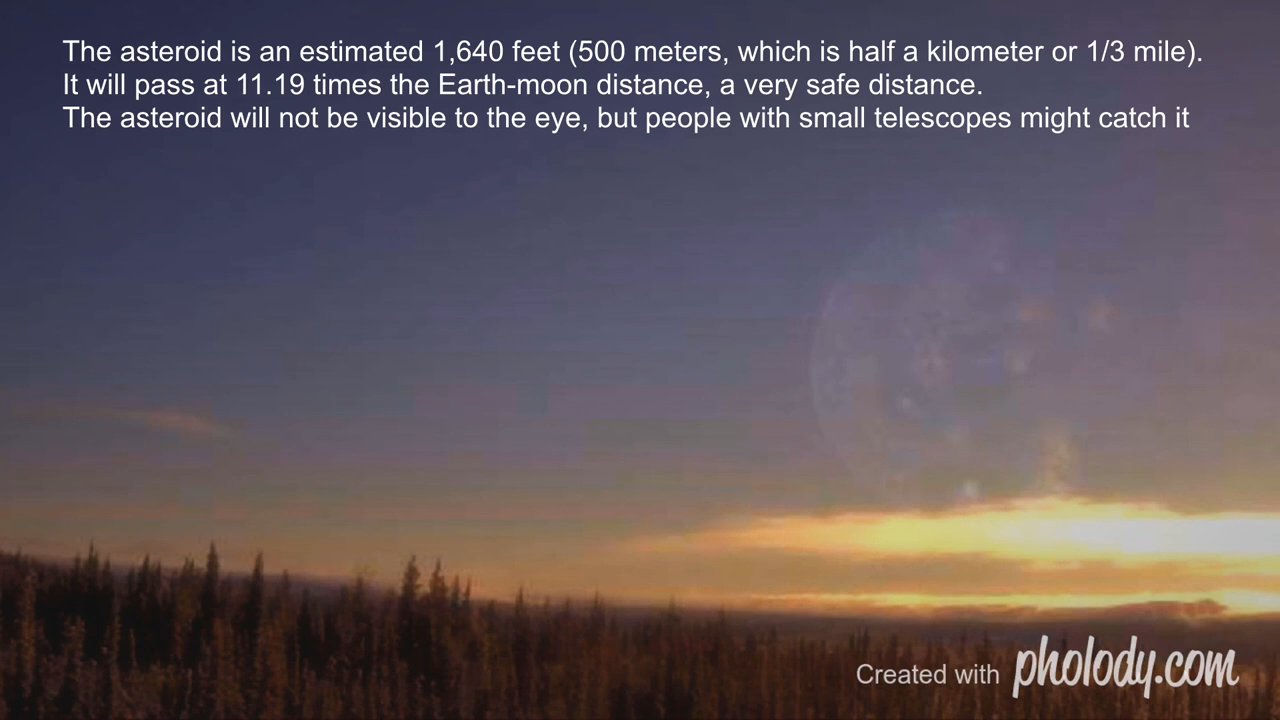 The asteroid is an estimated 1,640 feet (500 meters, which is half a kilometer or 1/3 mile).
It will pass at 11.19 times the Earth-moon distance, a very safe distance.
The asteroid will not be visible to the eye, but people with small telescopes might catch it
Created with pholody.com